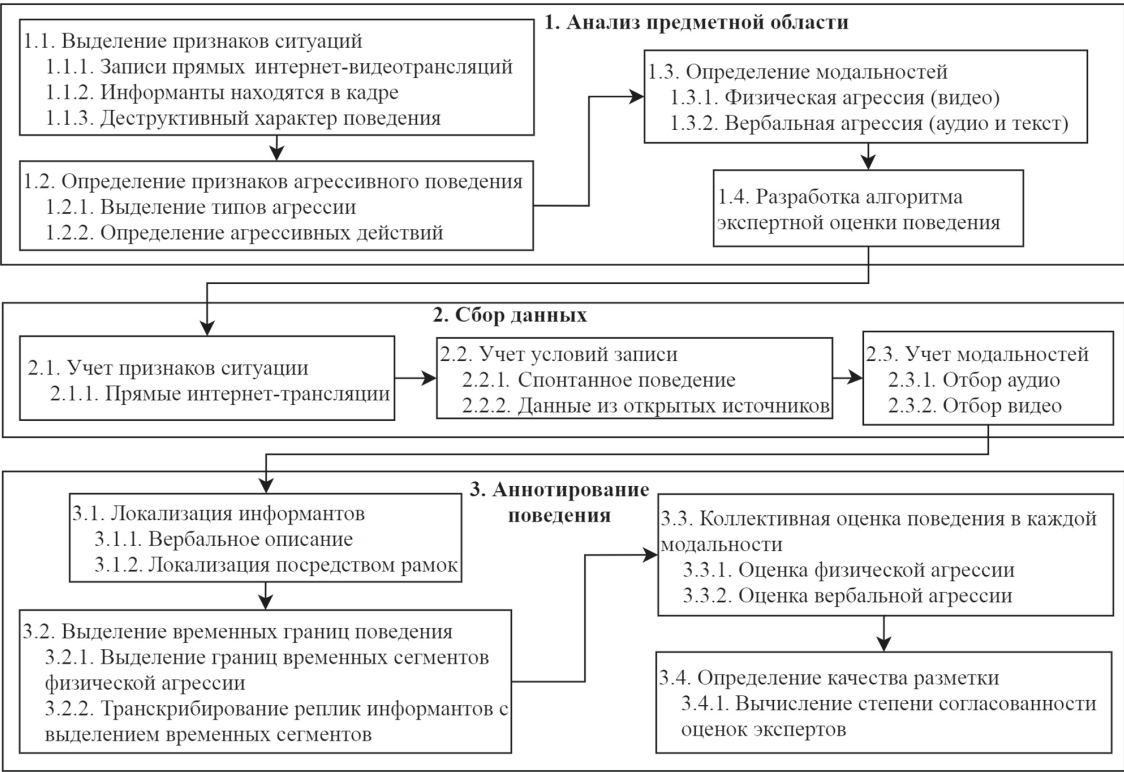 1. Анализ предметной области
1.1. Выделение признаков ситуаций
1.1.1. Записи прямых интернет-видеотрансляций
1.1.2. Информанты находятся в кадре
1.1.3. Деструктивный характер поведения
1.2. Определение признаков агрессивного поведения
1.2.1. Выделение типов агрессии
1.2.2. Определение агрессивных действий
1.3. Определение модальностей
1.3.1. Физическая агрессия (видео)
1.3.2. Вербальная агрессия (аудио и текст)
1.4. Разработка алгоритма
экспертной оценки поведения
2. Сбор данных
2.1. Учет признаков ситуации
2.1.1. Прямые интернет-трансляции
2.2. Учет условий записи
2.2.1. Спонтанное поведение
2.2.2. Данные из открытых источников
2.3. Учет модальностей
2.3.1. Отбор аудио
2.3.2. Отбор видео
3. Аннотирование
поведения
3.1. Локализация информантов
3.1.1. Вербальное описание
3.1.2. Локализация посредством рамок
3.2. Выделение временных границ поведения
3.2.1. Выделение границ временных сегментов
физической агрессии
3.2.2. Транскрибирование реплик информантов с
выделением временных сегментов
3.3. Коллективная оценка поведения в каждой
модальности
3.3.1. Оценка физической агрессии
3.3.2. Оценка вербальной агрессии
3.4. Определение качества разметки
3.4.1. Вычисление степени согласованности
оценок экспертов